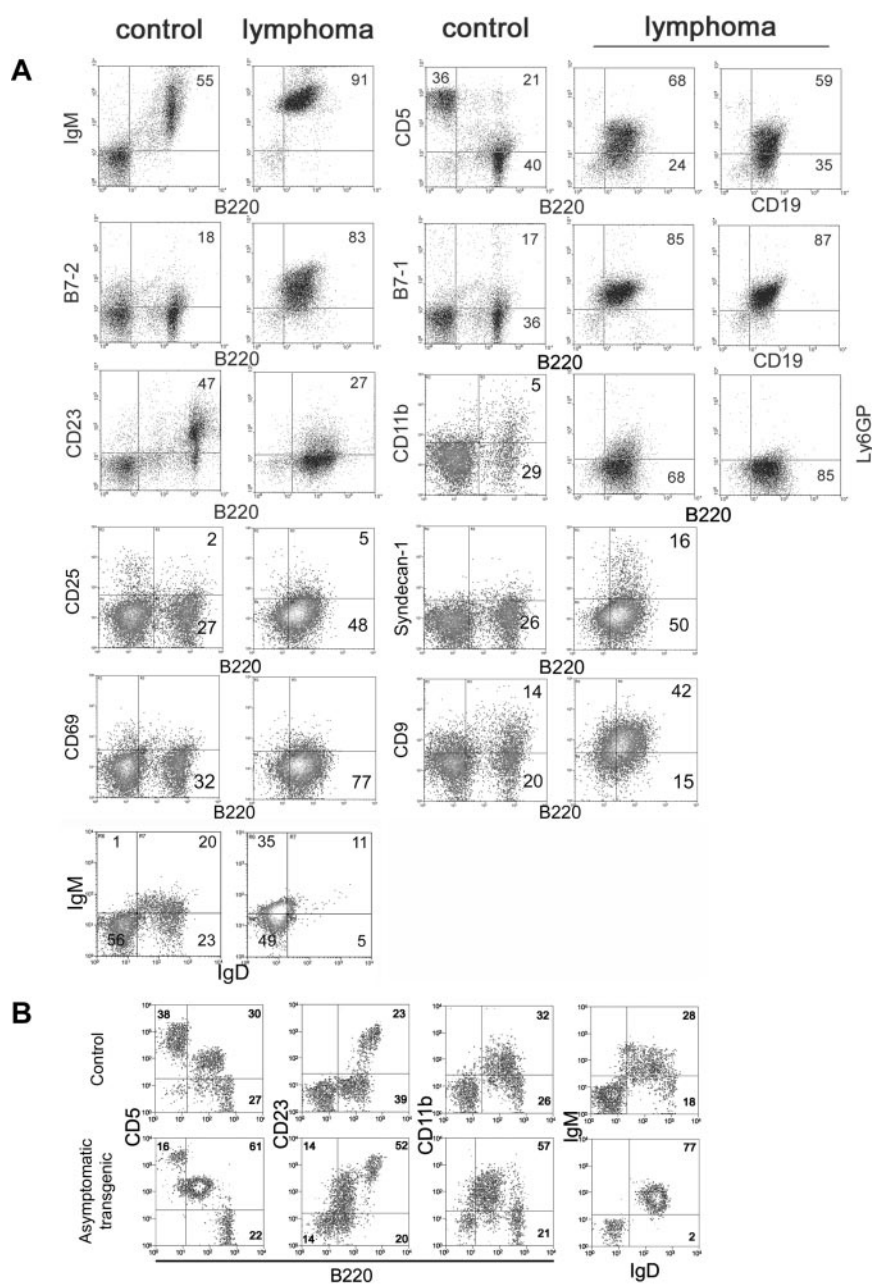 control lymphoma control lymphoma
A
IgM 55 91 CD5 36 21 40 68 24 59 35
B220 B220 CD19
B7-2 18 83 B7-1 17 36 85 87
B220 B220 CD19
CD23 47 27 CD11b 5 29 68 85 Ly6GP
B220 B220
CD25 2 27 5 48 Syndecan-1 26 16 50
B220 B220
CD69 32 77 CD9 14 20 42 15
B220 B220
IgM 1 20 56 23 35 11 49 5
IgD
B
Control CD5 38 30 27 CD23 23 39 CD11b 32 26 IgM 28 18
Asymptomatic
transgenic
16 61 22 14 52 14 20 57 21 77 2
B220 IgD